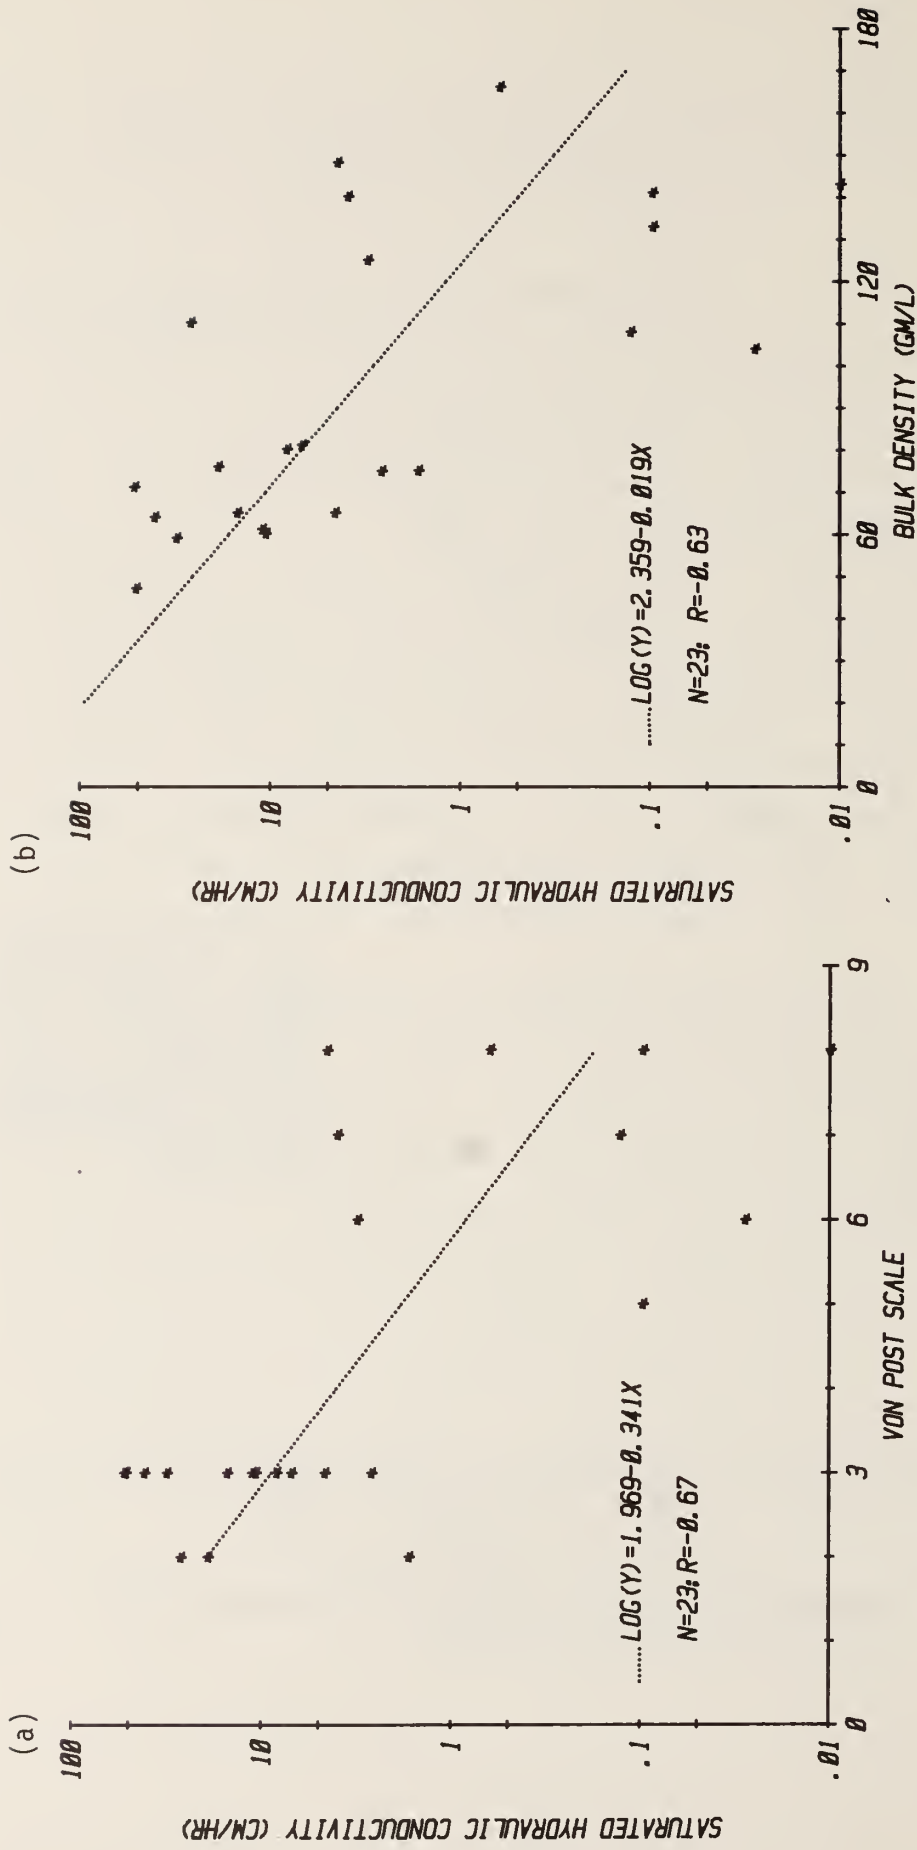 (a)
SATURATED HYDRAULIC CONDUCTIVITY (CM/HR)
100
10
1
.1
.01
0
3
6
9
VON POST SCALE
LOG(Y)=1.969-0.341X
N=23; R=-0.67
(b)
SATURATED HYDRAULIC CONDUCTIVITY (CM/HR)
100
10
1
.1
.01
0
60
120
180
BULK DENSITY (GM/L)
LOG(Y)=2.359-0.019X
N=23; R=-0.63